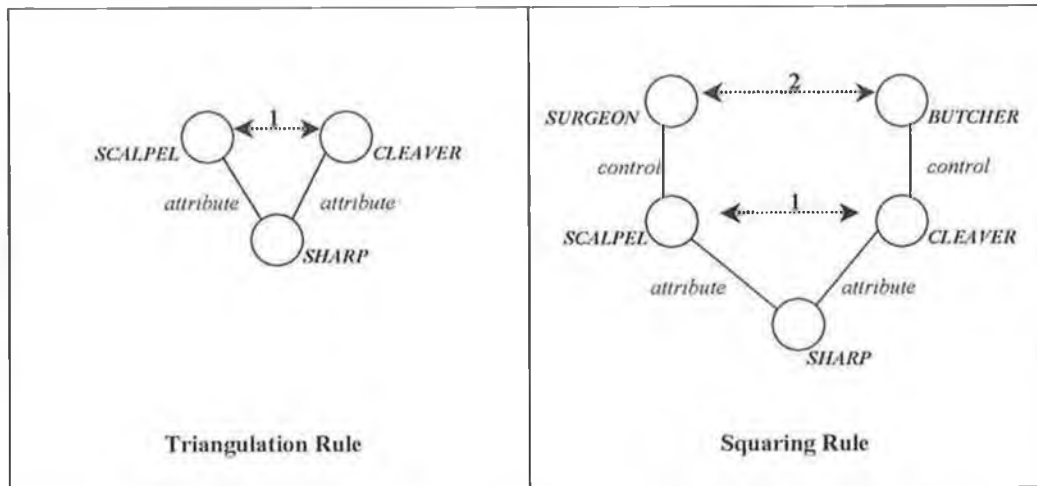 1
SCALPEL
CLEAVER
attribute
attribute
SHARP
Triangulation Rule
2
SURGEON
BUTCHER
control
control
1
SCALPEL
CLEAVER
attribute
attribute
SHARP
Squaring Rule